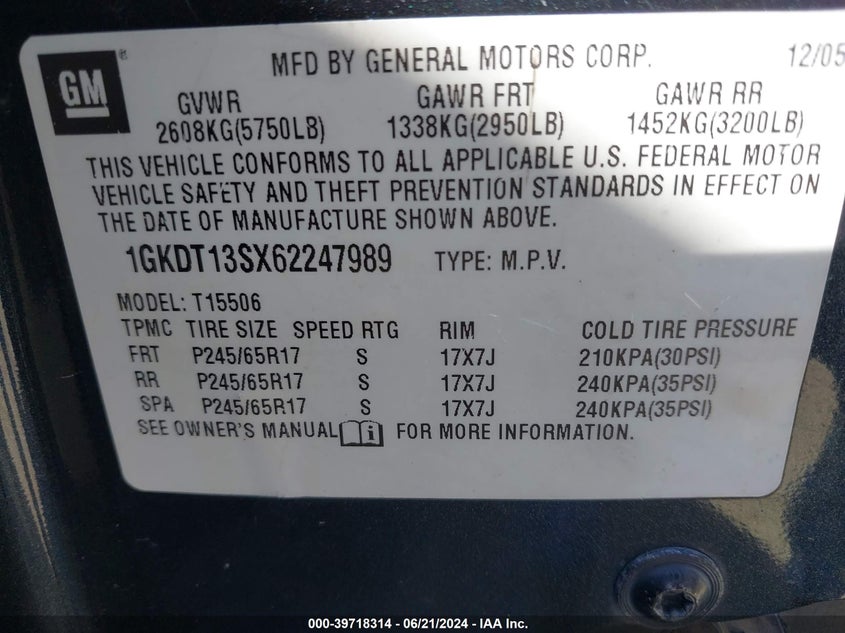 GM ®
MFD BY GENERAL MOTORS CORP. 12/05
GVWR GAWR FRT GAWR RR
2608KG(5750LB) 1338KG(2950LB) 1452KG(3200LB)
THIS VEHICLE CONFORMS TO ALL APPLICABLE U.S. FEDERAL MOTOR
VEHICLE SAFETY AND THEFT PREVENTION STANDARDS IN EFFECT ON
THE DATE OF MANUFACTURE SHOWN ABOVE.
1GKDT13SX62247989 TYPE: M.P.V.
MODEL: T15506
TPMC TIRE SIZE SPEED RTG RIM COLD TIRE PRESSURE
FRT P245/65R17 S 17X7J 210KPA(30PSI)
RR P245/65R17 S 17X7J 240KPA(35PSI)
SPA P245/65R17 S 17X7J 240KPA(35PSI)
SEE OWNER'S MANUAL i FOR MORE INFORMATION.
000-39718314 / 06/21/2024 - IAA Inc.